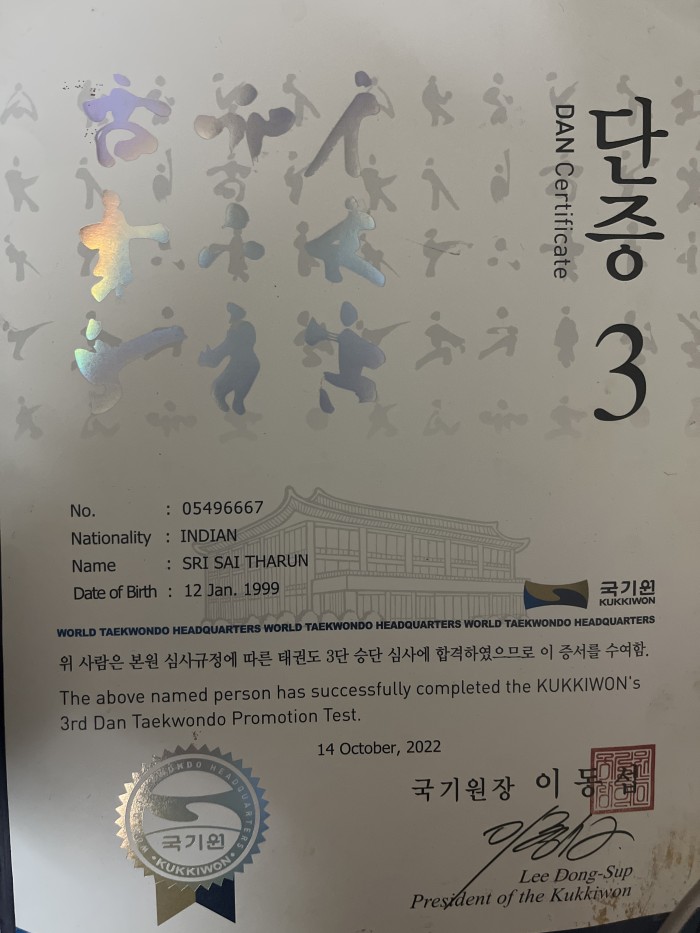 단증
DAN Certificate
3
No. : 05496667
Nationality : INDIAN
Name : SRI SAI THARUN
Date of Birth : 12 Jan. 1999
국기원
KUKKIWON
WORLD TAEKWONDO HEADQUARTERS WORLD TAEKWONDO HEADQUARTERS WORLD TAEKWONDO HEADQUARTERS
위 사람은 본원 심사규정에 따른 태권도 3단 승단 심사에 합격하였으므로 이 증서를 수여함.
The above named person has successfully completed the KUKKIWON's
3rd Dan Taekwondo Promotion Test.
14 October, 2022
국기원장 이 동 섭
Lee Dong-Sup
President of the Kukkiwon
WORLD TAEKWONDO HEADQUARTERS
국기원
•KUKKIWON•